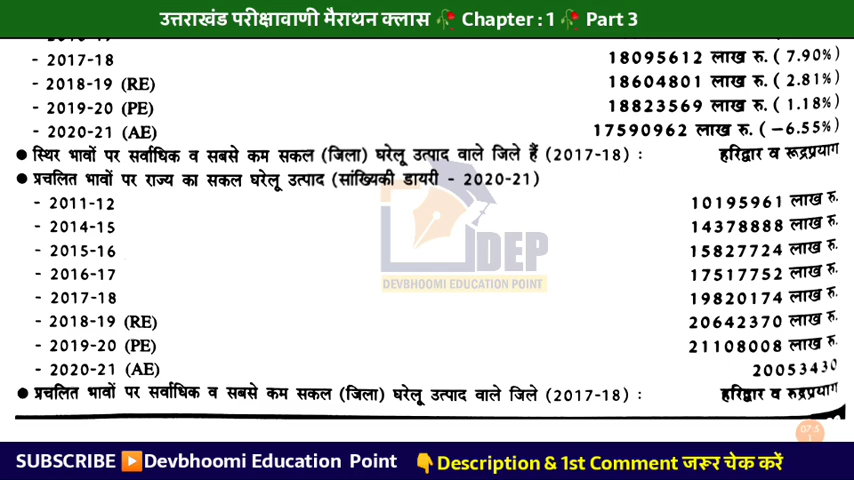 उत्तराखंड परीक्षावाणी मैराथन क्लास 🥀 Chapter : 1 🥀 Part 3
- 2017-18 18095612 लाख रु. ( 7.90%)
- 2018-19 (RE) 18604801 लाख रु. ( 2.81%)
- 2019-20 (PE) 18823569 लाख रु. ( 1.18%)
- 2020-21 (AE) 17590962 लाख रु. ( –6.55%)
● स्थिर भावों पर सर्वाधिक व सबसे कम सकल (जिला) घरेलू उत्पाद वाले जिले हैं (2017-18) : हरिद्वार व रूद्रप्रयाग
● प्रचलित भावों पर राज्य का सकल घरेलू उत्पाद (सांख्यिकी डायरी - 2020-21)
- 2011-12 10195961 लाख रु.
- 2014-15 14378888 लाख रु.
- 2015-16 15827724 लाख रु.
- 2016-17 17517752 लाख रु.
- 2017-18 19820174 लाख रु.
- 2018-19 (RE) 20642370 लाख रु.
- 2019-20 (PE) 21108008 लाख रु.
- 2020-21 (AE) 20053430
● प्रचलित भावों पर सर्वाधिक व सबसे कम सकल (जिला) घरेलू उत्पाद वाले जिले (2017-18) : हरिद्वार व रुद्रप्रयाग
DEP
DEVBHOOMI EDUCATION POINT
SUBSCRIBE ▶️Devbhoomi Education Point 👇Description & 1st Comment जरूर चेक करें